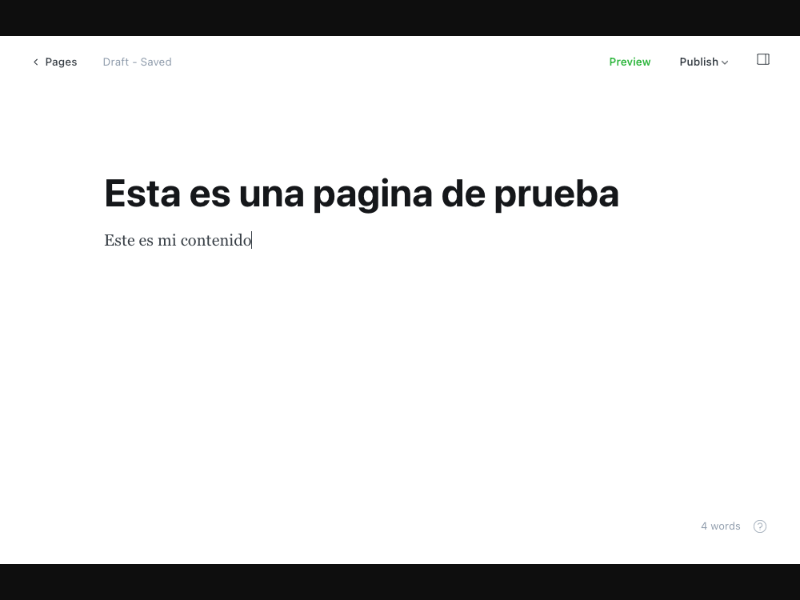 Pages Draft - Saved Preview Publish
Esta es una pagina de prueba
Este es mi contenido
4 words ?